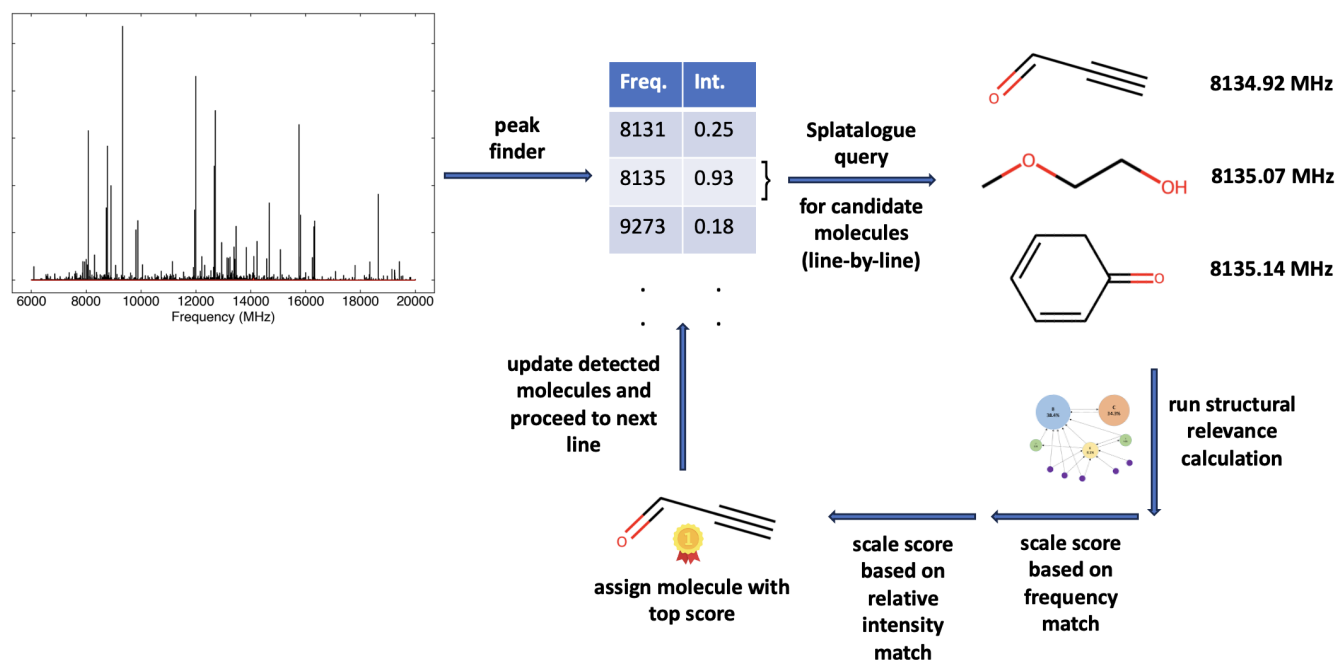 6000 8000 10000 12000 14000 16000 18000 20000
Frequency (MHz)
peak
finder
Freq. Int.
8131 0.25
8135 0.93
9273 0.18
Splatalogue
query
for candidate
molecules
(line-by-line)
O
8134.92 MHz
O
OH
8135.07 MHz
O
8135.14 MHz
run structural
relevance
calculation
scale score
based on
frequency
match
scale score
based on
relative
intensity
match
O
1
assign molecule with
top score
update detected
molecules and
proceed to next
line